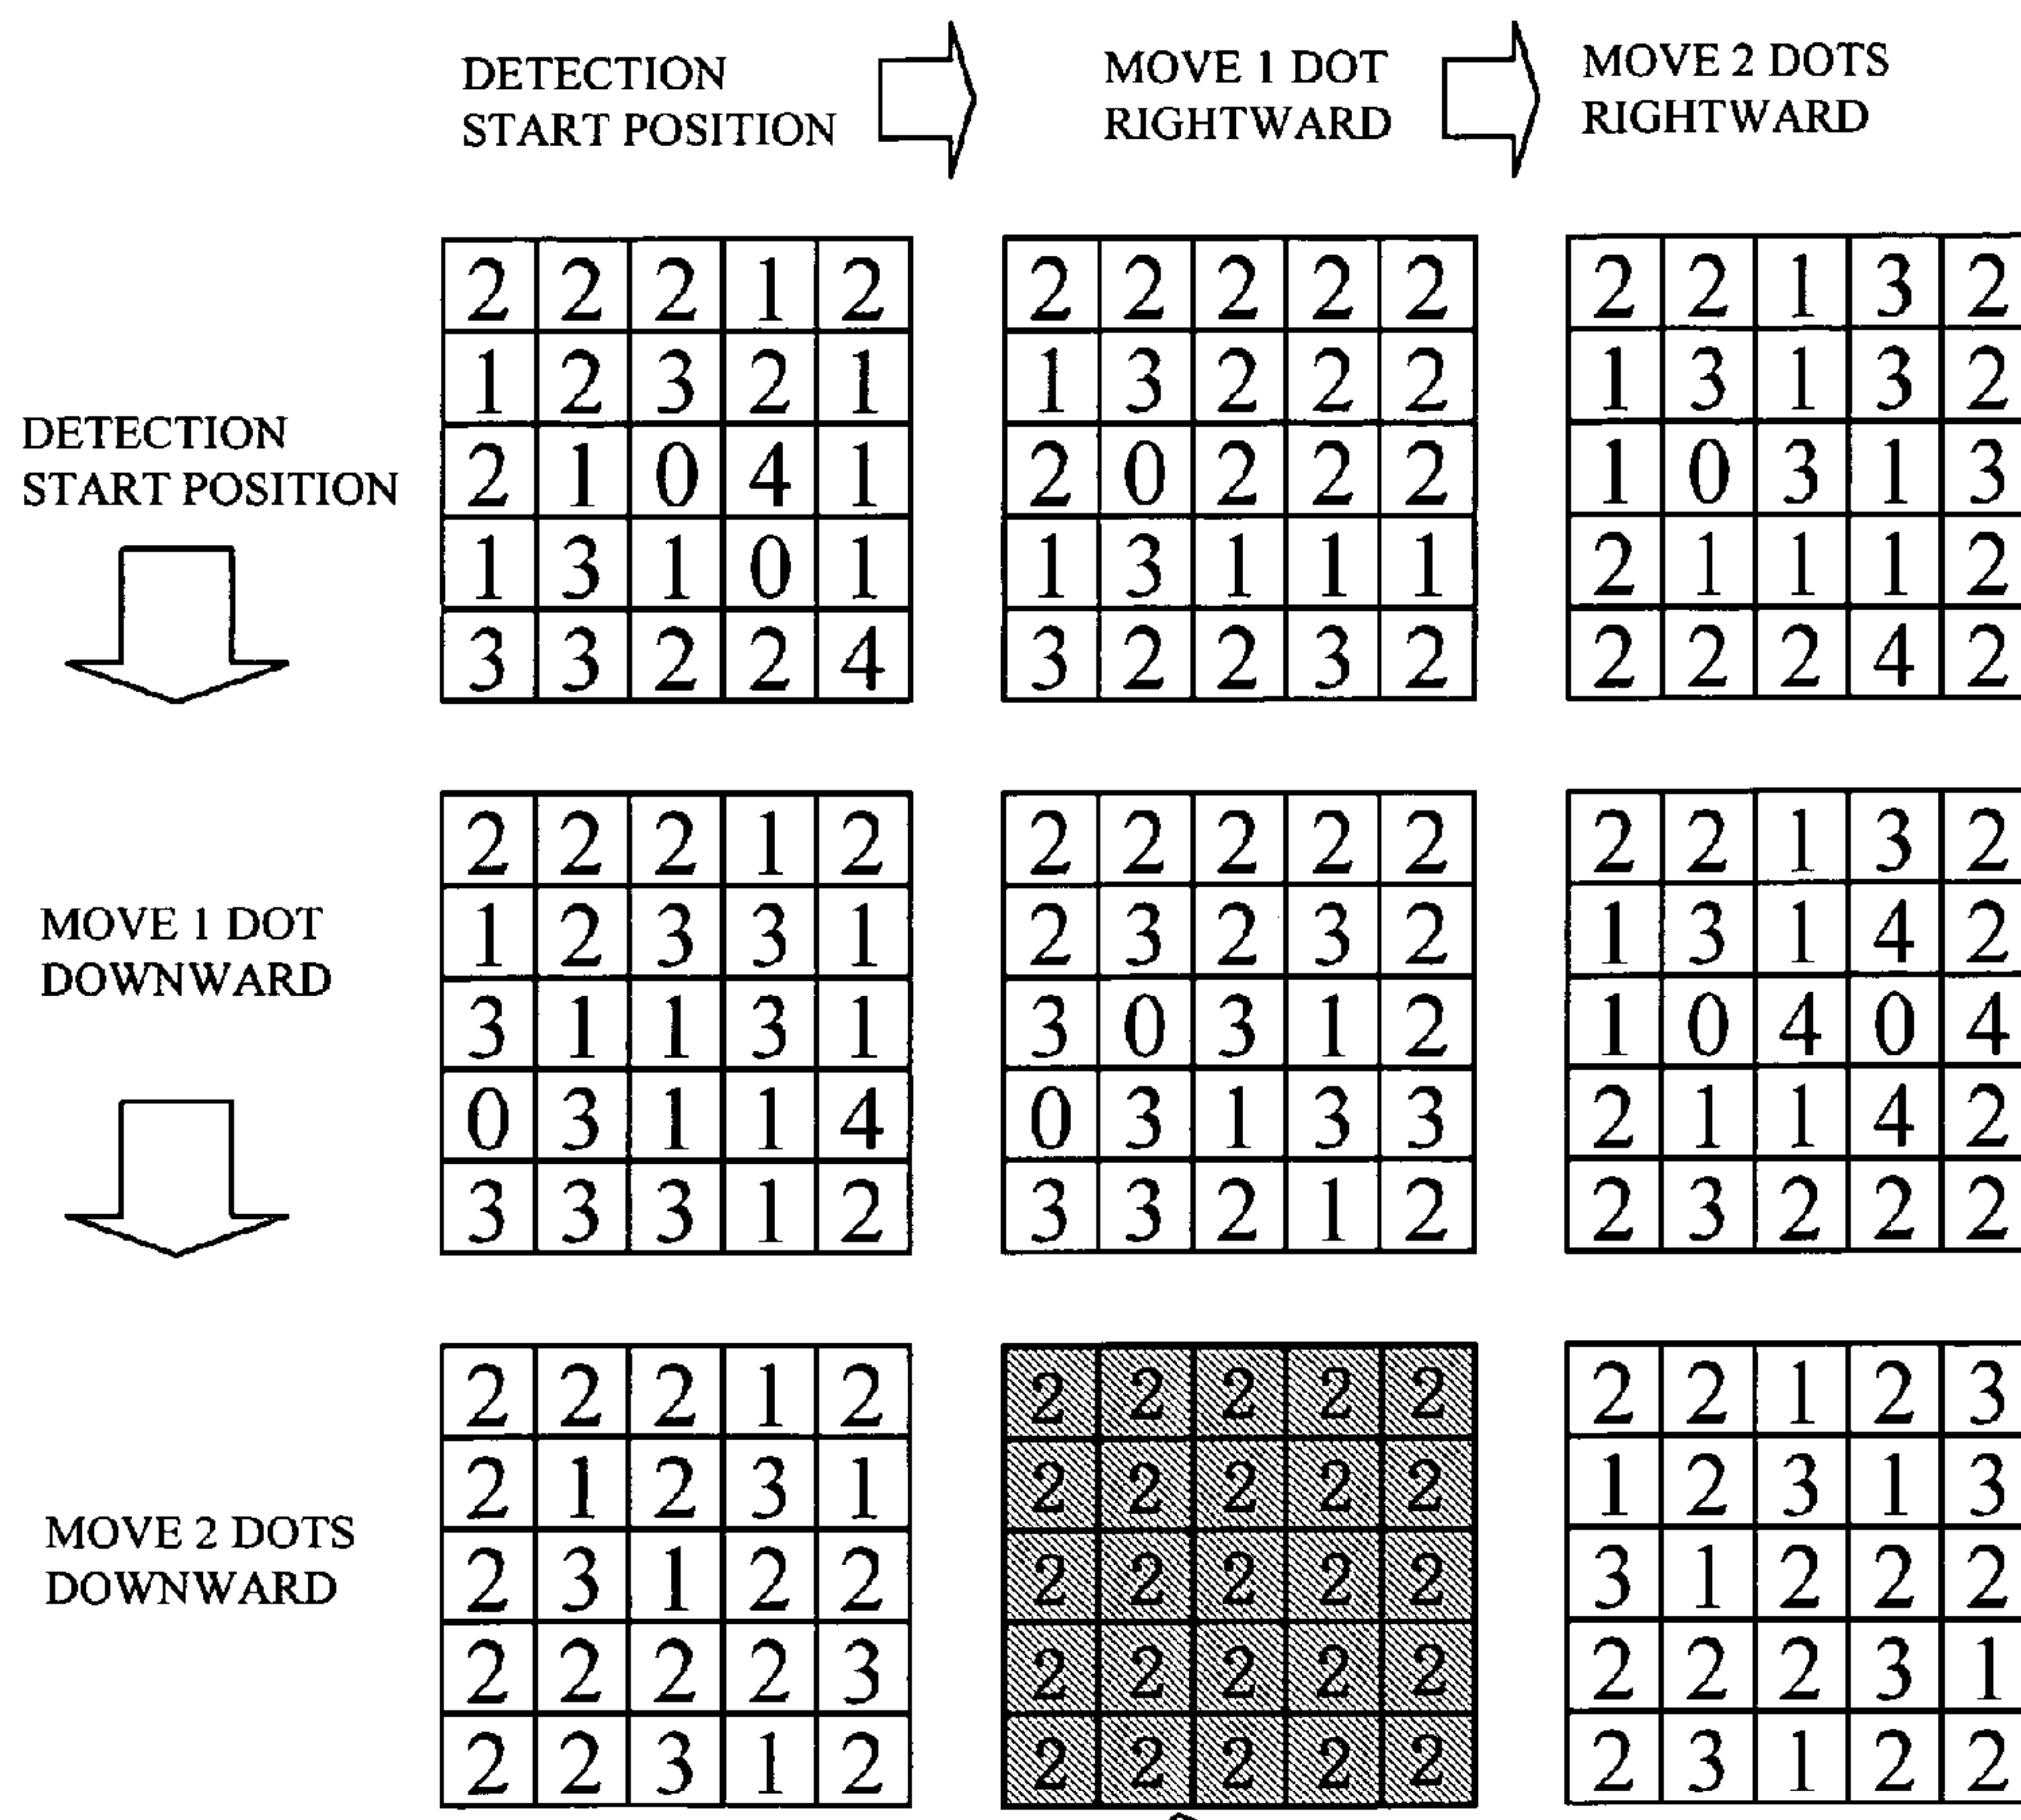 DETECTION
START POSITION
MOVE 1 DOT
RIGHTWARD
MOVE 2 DOTS
RIGHTWARD
DETECTION
START POSITION
2 2 2 1 2
1 2 3 2 1
2 1 0 4 1
1 3 1 0 1
3 3 2 2 4
2 2 2 2 2
1 3 2 2 2
2 0 2 2 2
1 3 1 1 1
3 2 2 3 2
2 2 1 3 2
1 3 1 3 2
1 0 3 1 3
2 1 1 1 2
2 2 2 4 2
MOVE 1 DOT
DOWNWARD
2 2 2 1 2
1 2 3 3 1
3 1 1 3 1
0 3 1 1 4
3 3 3 1 2
2 2 2 2 2
2 3 2 3 2
3 0 3 1 2
0 3 1 3 3
3 3 2 1 2
2 2 1 3 2
1 3 1 4 2
1 0 4 0 4
2 1 1 4 2
2 3 2 2 2
MOVE 2 DOTS
DOWNWARD
2 2 2 1 2
2 1 2 3 1
2 3 1 2 2
2 2 2 2 3
2 2 3 1 2
2 2 2 2 2
2 2 2 2 2
2 2 2 2 2
2 2 2 2 2
2 2 2 2 2
2 2 1 2 3
1 2 3 1 3
3 1 2 2 2
2 2 2 3 1
2 3 1 2 2